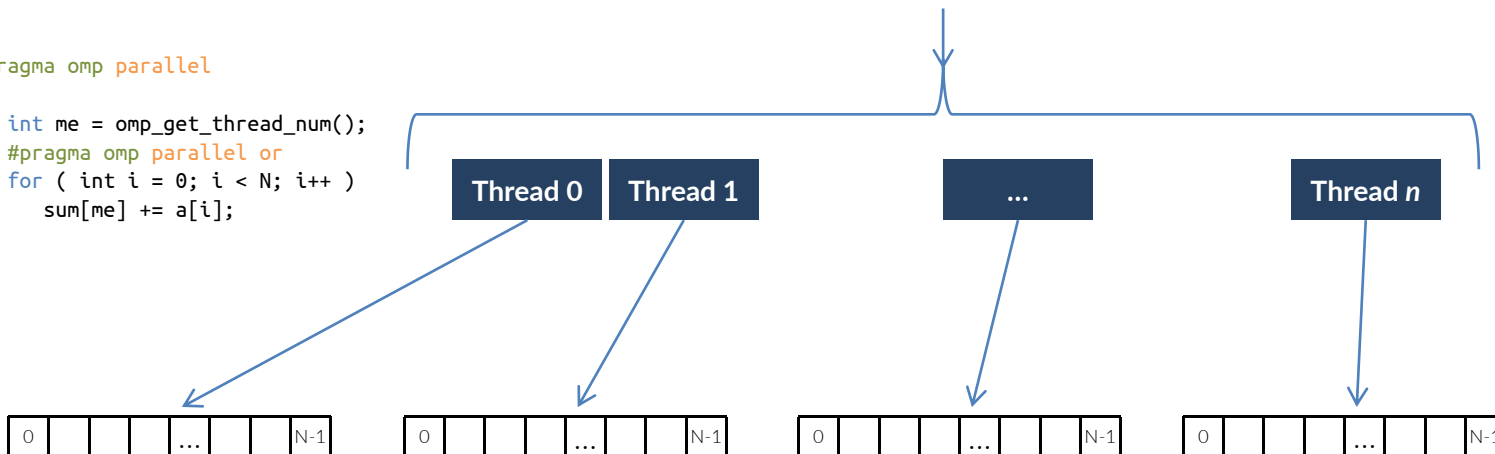 ragma omp parallel
int me = omp_get_thread_num();
#pragma omp parallel or
for ( int i = 0; i < N; i++ )
sum[me] += a[i];
Thread 0 Thread 1 ... Thread n
0 ... N-1 0 ... N-1 0 ... N-1 0 ... N-1